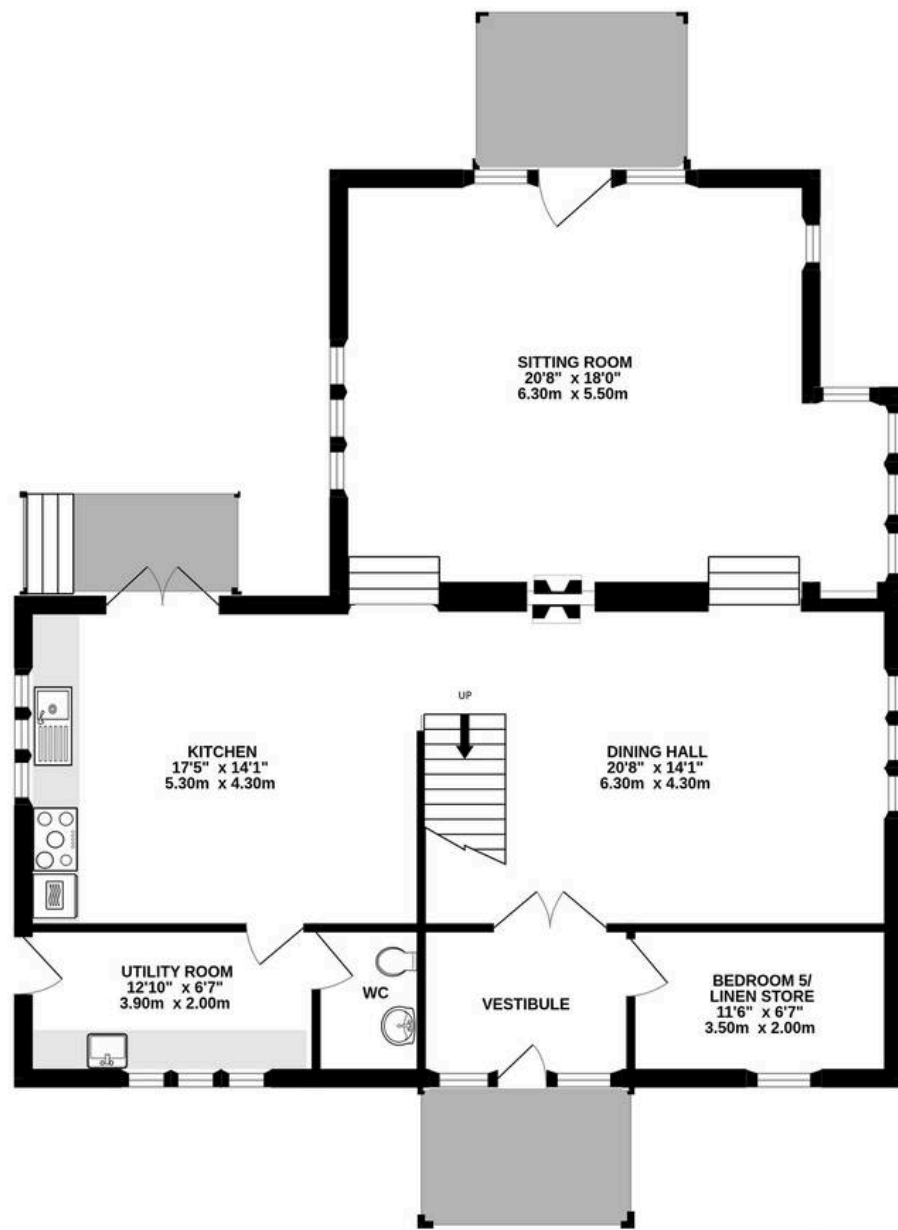 SITTING ROOM
20'8" x 18'0"
6.30m x 5.50m
UP
KITCHEN
17'5" x 14'1"
5.30m x 4.30m
DINING HALL
20'8" x 14'1"
6.30m x 4.30m
UTILITY ROOM
12'10" x 6'7"
3.90m x 2.00m
WC
VESTIBULE
BEDROOM 5/
LINEN STORE
11'6" x 6'7"
3.50m x 2.00m